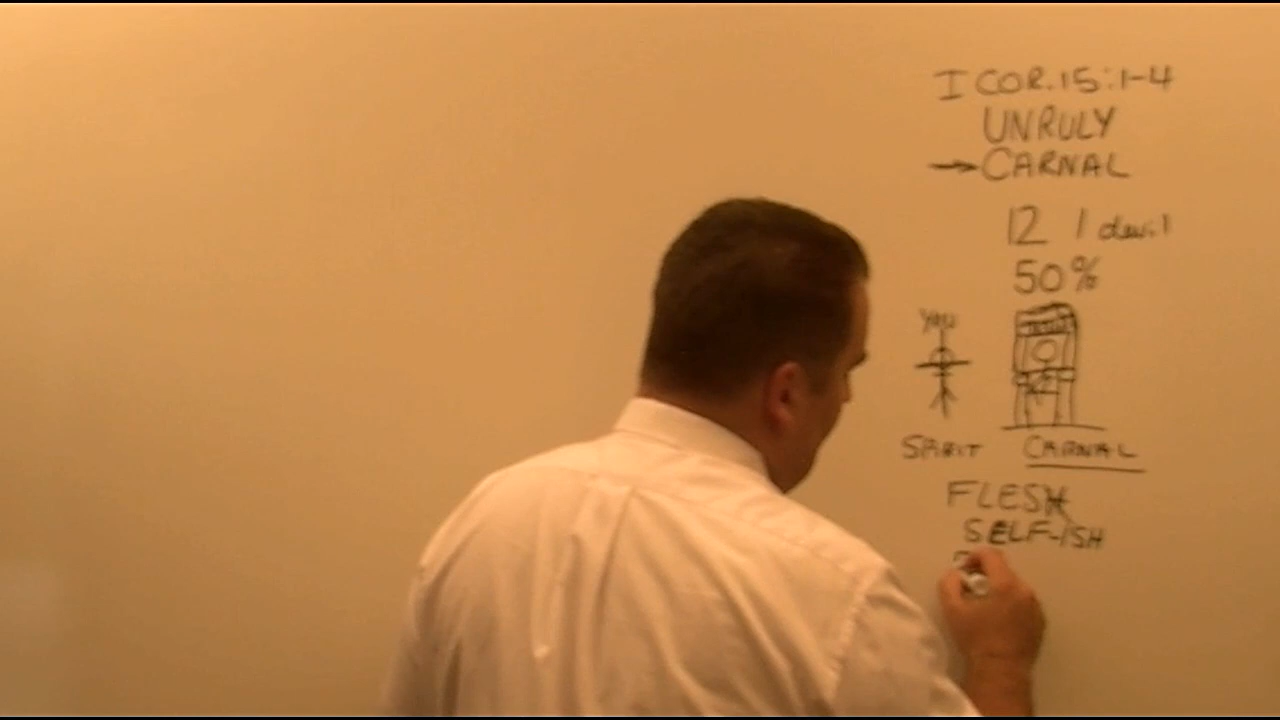 I COR. 15:1-4
UNRULY
→ CARNAL
12 1 devil
50%
YOU
SPIRIT CARNAL
FLESH
SELF-ISH